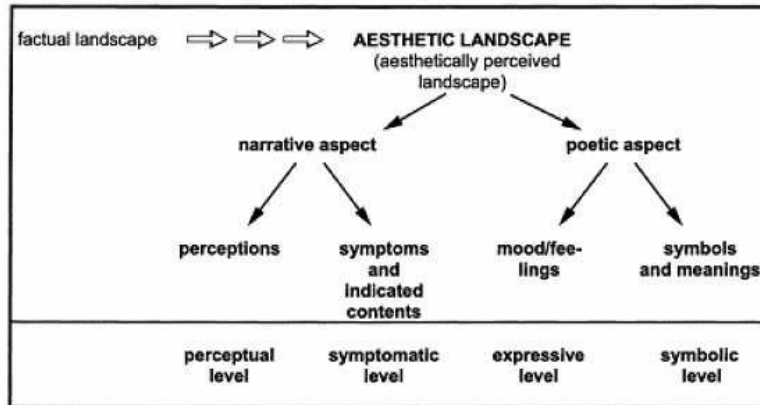 factual landscape
AESTHETIC LANDSCAPE
(aesthetically perceived
landscape)
narrative aspect
poetic aspect
perceptions
symptoms
and
indicated
contents
mood/fee-
lings
symbols
and meanings
perceptual
level
symptomatic
level
expressive
level
symbolic
level